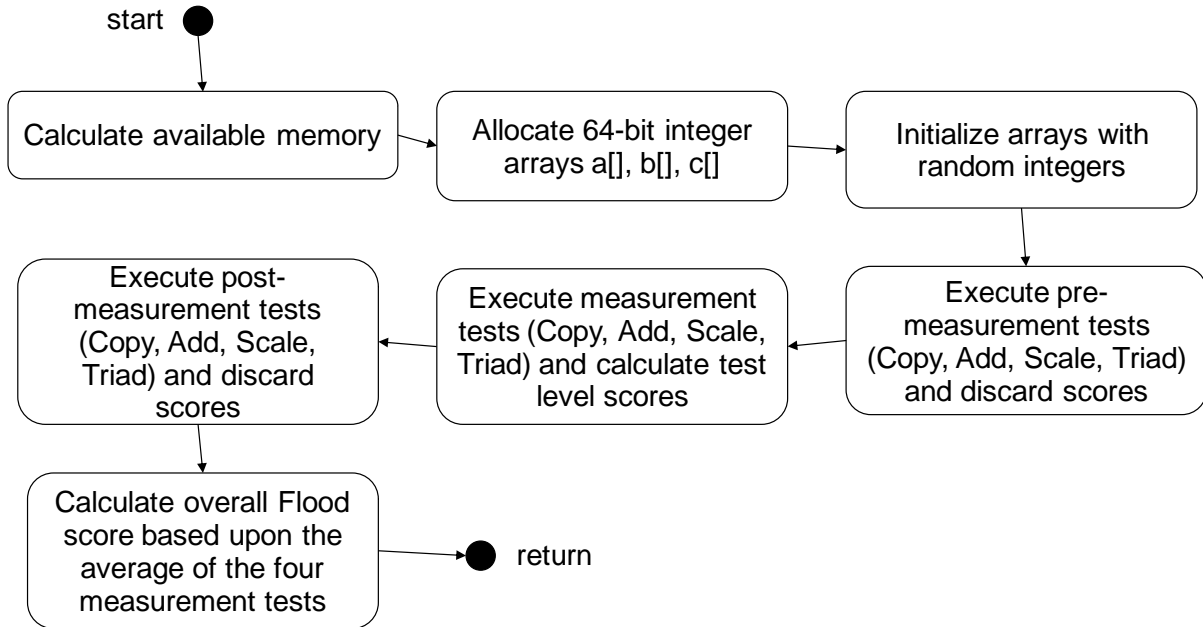 start
Calculate available memory
Allocate 64-bit integer
arrays a[], b[], c[]
Initialize arrays with
random integers
Execute pre-
measurement tests
(Copy, Add, Scale, Triad)
and discard scores
Execute measurement
tests (Copy, Add, Scale,
Triad) and calculate test
level scores
Execute post-
measurement tests
(Copy, Add, Scale,
Triad) and discard
scores
Calculate overall Flood
score based upon the
average of the four
measurement tests
return